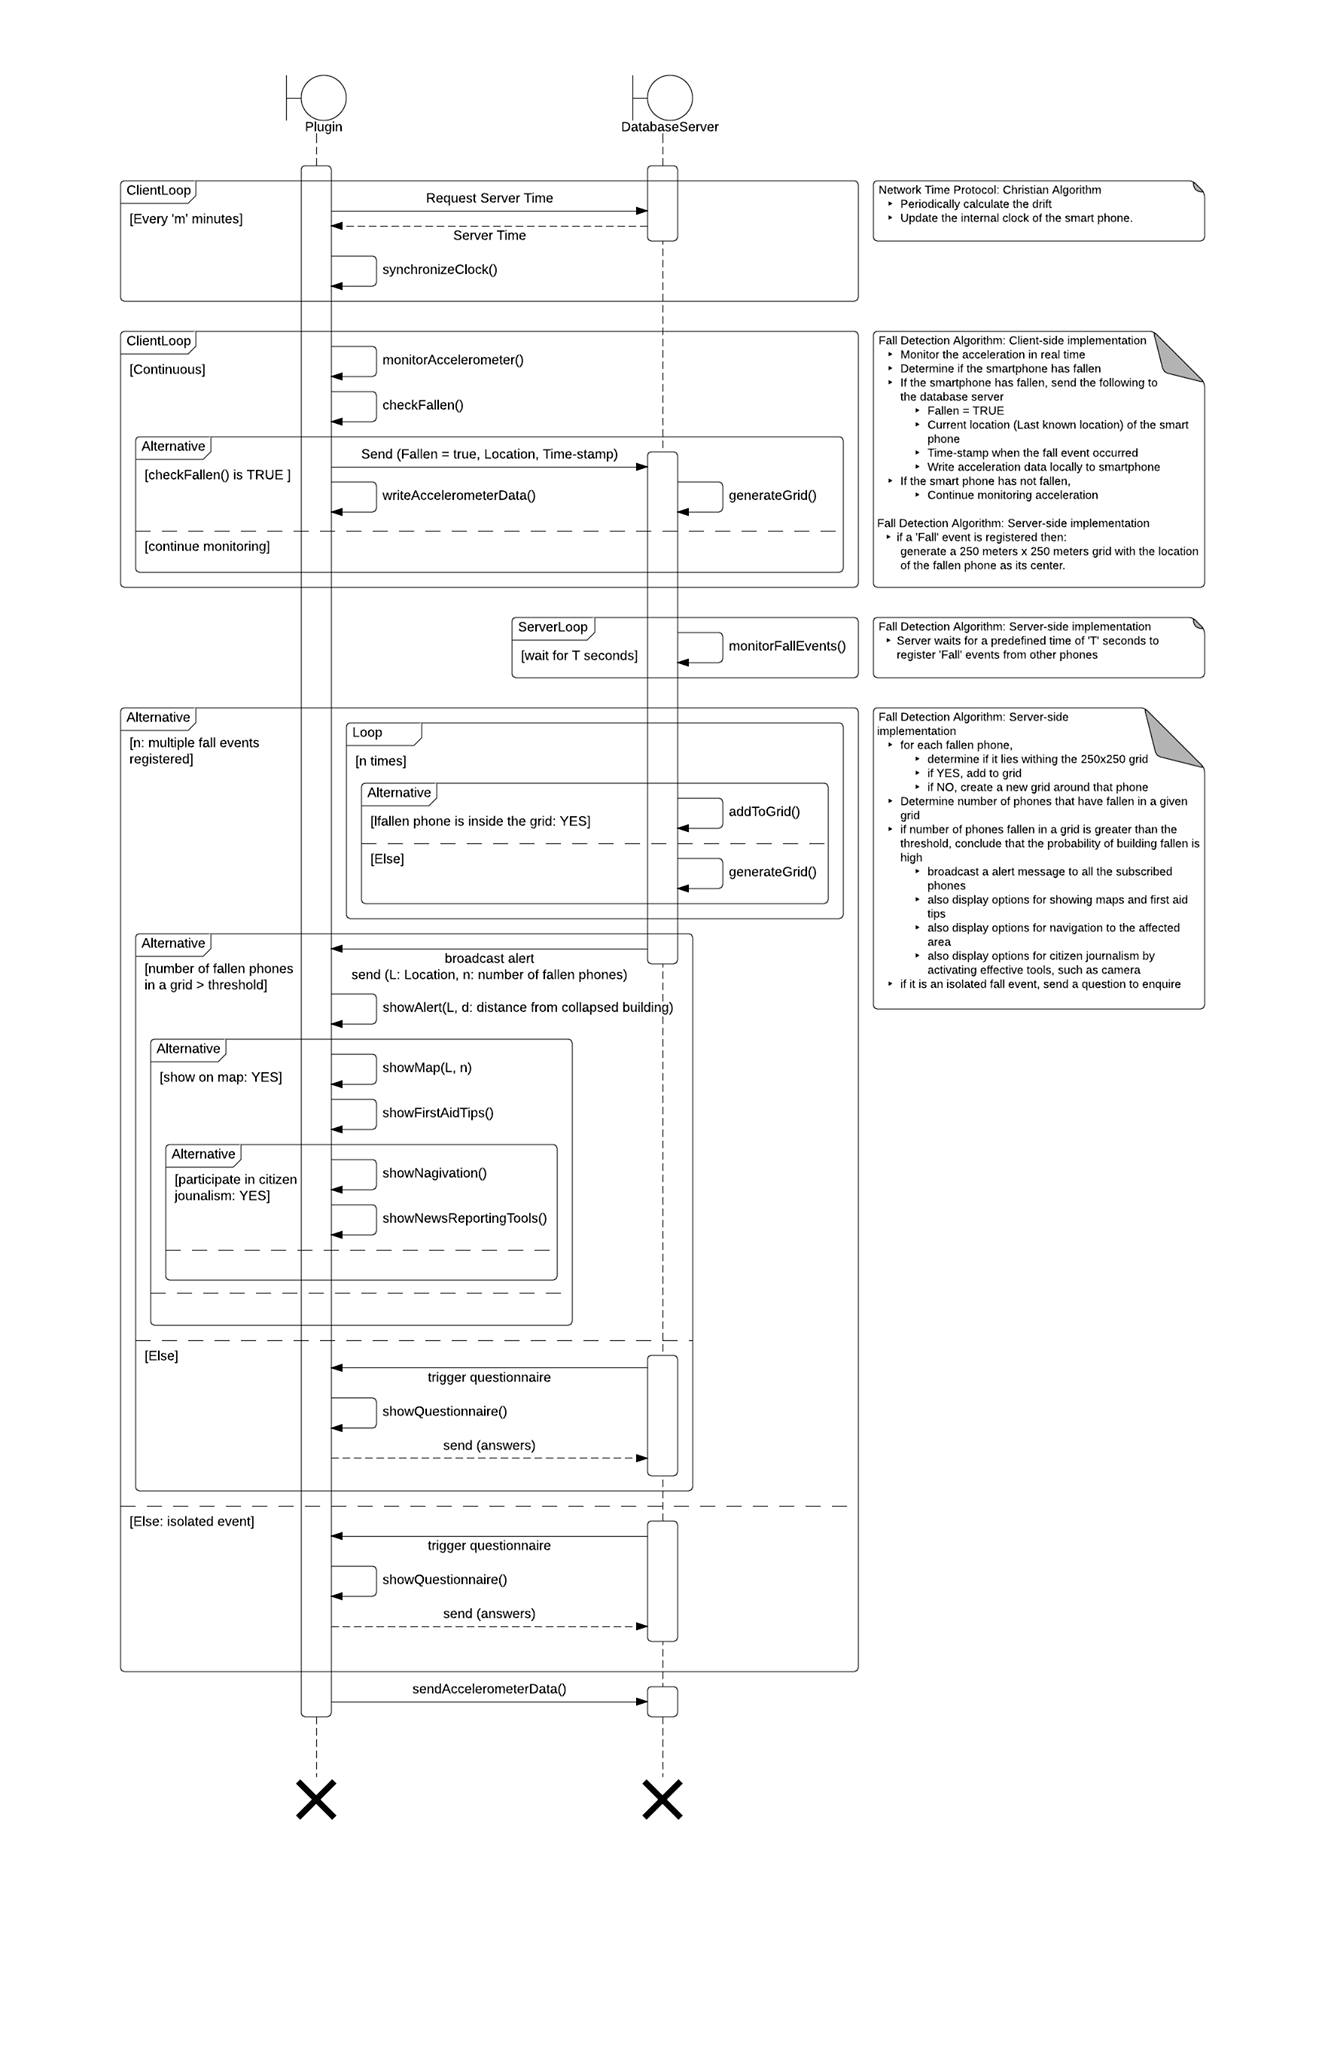 Plugin
DatabaseServer
ClientLoop
[Every 'm' minutes]
Request Server Time
Server Time
synchronizeClock()
Network Time Protocol: Christian Algorithm
‣ Periodically calculate the drift
‣ Update the internal clock of the smart phone.
ClientLoop
[Continuous]
monitorAccelerometer()
checkFallen()
Alternative
[checkFallen() is TRUE ]
Send (Fallen = true, Location, Time-stamp)
writeAccelerometerData()
generateGrid()
[continue monitoring]
Fall Detection Algorithm: Client-side implementation
‣ Monitor the acceleration in real time
‣ Determine if the smartphone has fallen
‣ If the smartphone has fallen, send the following to
the database server
‣ Fallen = TRUE
‣ Current location (Last known location) of the smart
phone
‣ Time-stamp when the fall event occurred
‣ Write acceleration data locally to smartphone
‣ If the smart phone has not fallen,
‣ Continue monitoring acceleration
Fall Detection Algorithm: Server-side implementation
‣ if a 'Fall' event is registered then:
generate a 250 meters x 250 meters grid with the location
of the fallen phone as its center.
ServerLoop
[wait for T seconds]
monitorFallEvents()
Fall Detection Algorithm: Server-side implementation
‣ Server waits for a predefined time of 'T' seconds to
register 'Fall' events from other phones
Alternative
[n: multiple fall events
registered]
Loop
[n times]
Alternative
[Ifallen phone is inside the grid: YES]
addToGrid()
[Else]
generateGrid()
Fall Detection Algorithm: Server-side
implementation
‣ for each fallen phone,
‣ determine if it lies withing the 250x250 grid
‣ if YES, add to grid
‣ if NO, create a new grid around that phone
‣ Determine number of phones that have fallen in a given
grid
‣ if number of phones fallen in a grid is greater than the
threshold, conclude that the probability of building fallen is
high
‣ broadcast a alert message to all the subscribed
phones
‣ also display options for showing maps and first aid
tips
‣ also display options for navigation to the affected
area
‣ also display options for citizen journalism by
activating effective tools, such as camera
‣ if it is an isolated fall event, send a question to enquire
Alternative
[number of fallen phones
in a grid > threshold]
broadcast alert
send (L: Location, n: number of fallen phones)
showAlert(L, d: distance from collapsed building)
Alternative
[show on map: YES]
showMap(L, n)
showFirstAidTips()
Alternative
[participate in citizen
jounalism: YES]
showNagivation()
showNewsReportingTools()
[Else]
trigger questionnaire
showQuestionnaire()
send (answers)
[Else: isolated event]
trigger questionnaire
showQuestionnaire()
send (answers)
sendAccelerometerData()